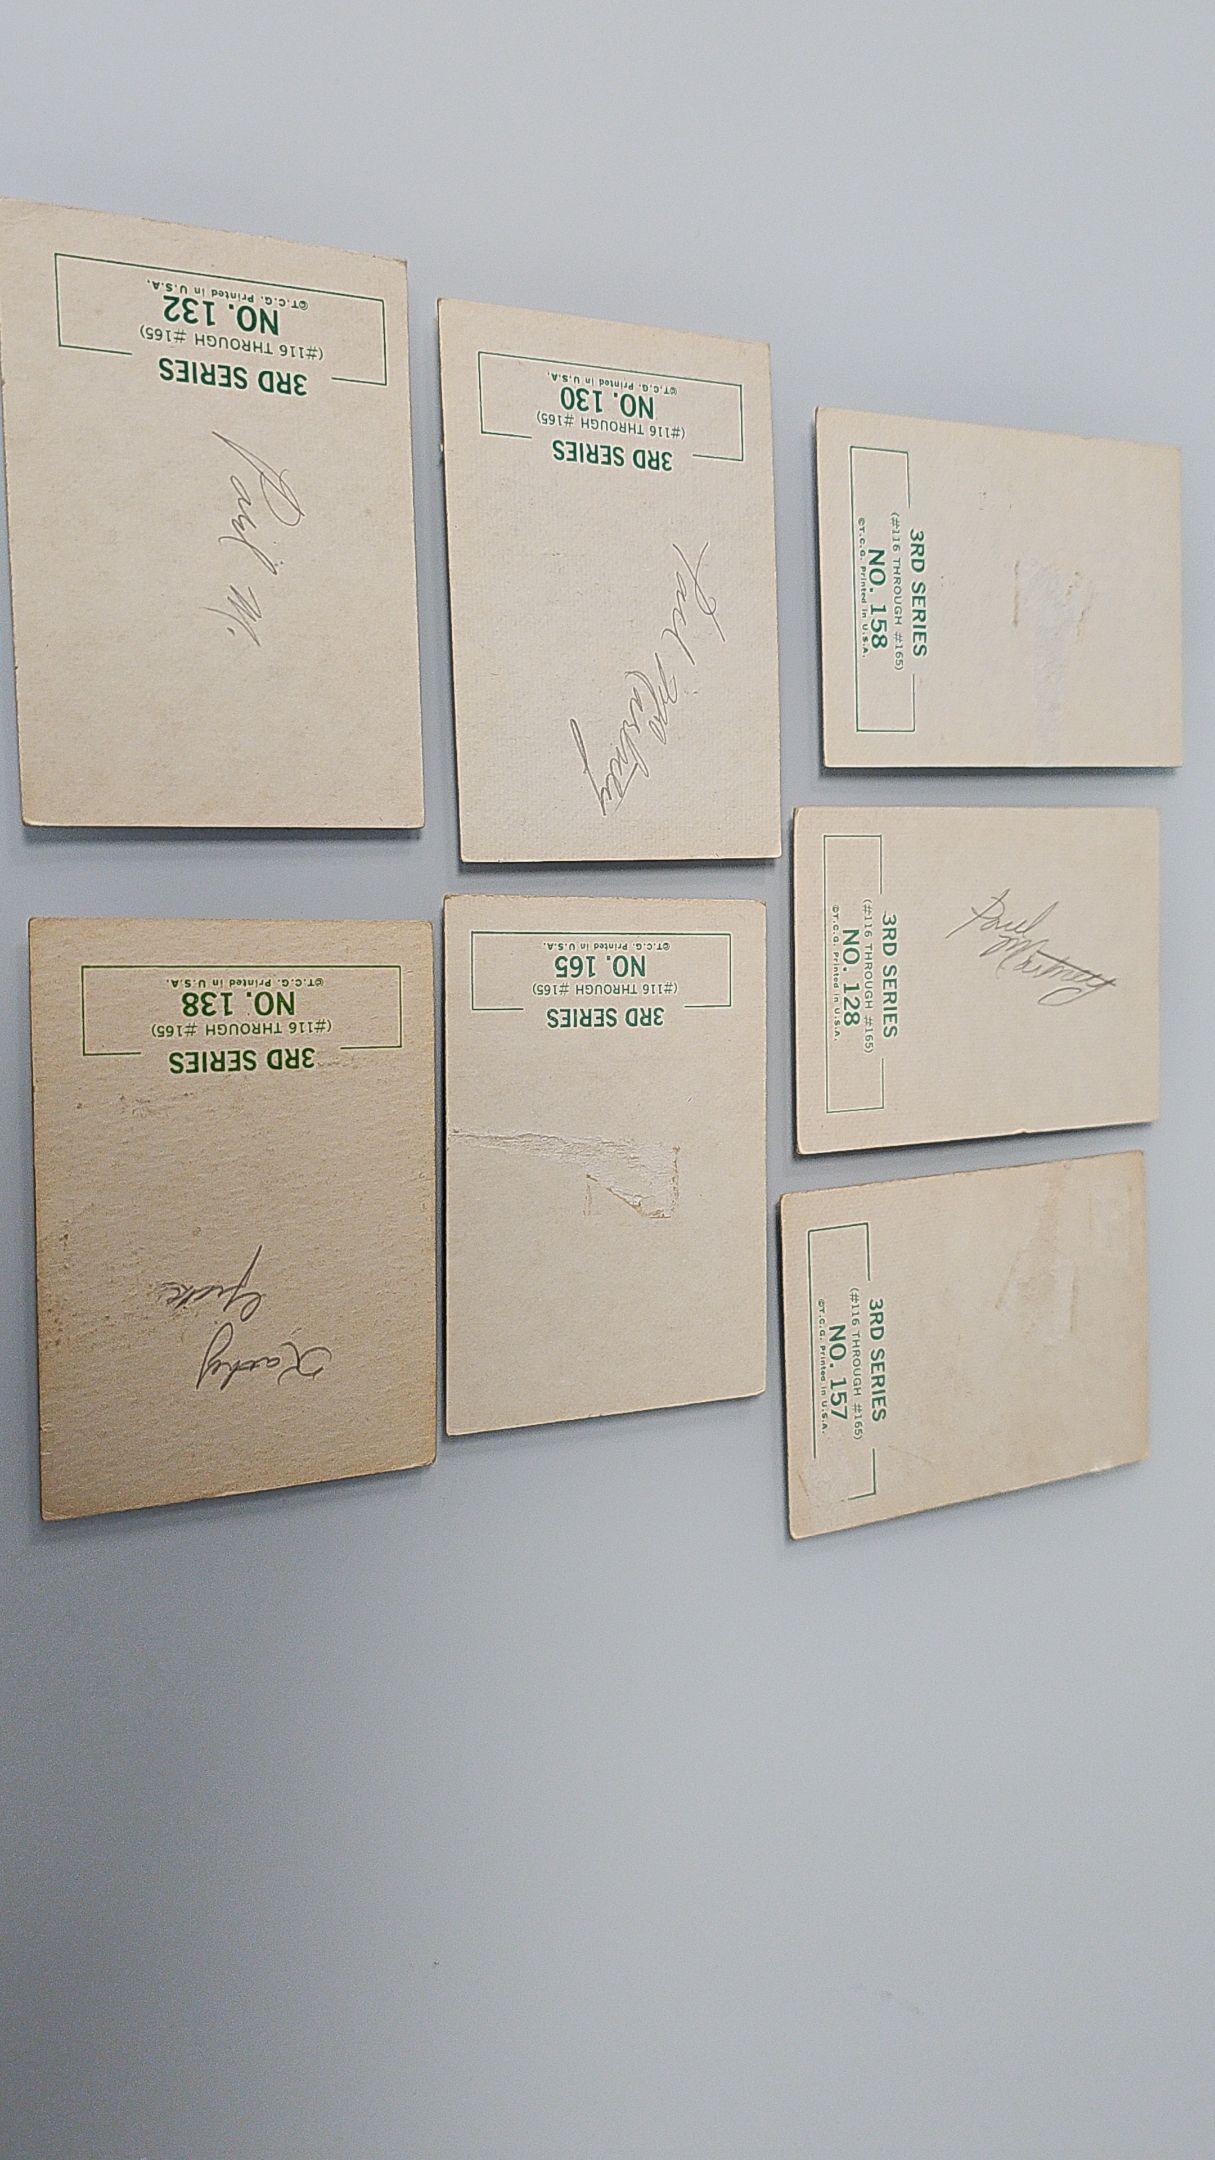 3RD SERIES
(#116 THROUGH #165)
NO. 132
©T.C.G. Printed in U.S.A.
Paul M.
3RD SERIES
(#116 THROUGH #165)
NO. 130
©T.C.G. Printed in U.S.A.
Paul McCartney
3RD SERIES
(#116 THROUGH #165)
NO. 158
©T.C.G. Printed in U.S.A.
3RD SERIES
(#116 THROUGH #165)
NO. 138
©T.C.G. Printed in U.S.A.
Kathy
3RD SERIES
(#116 THROUGH #165)
NO. 165
©T.C.G. Printed in U.S.A.
3RD SERIES
(#116 THROUGH #165)
NO. 128
©T.C.G. Printed in U.S.A.
3RD SERIES
(#116 THROUGH #165)
NO. 157
©T.C.G. Printed in U.S.A.